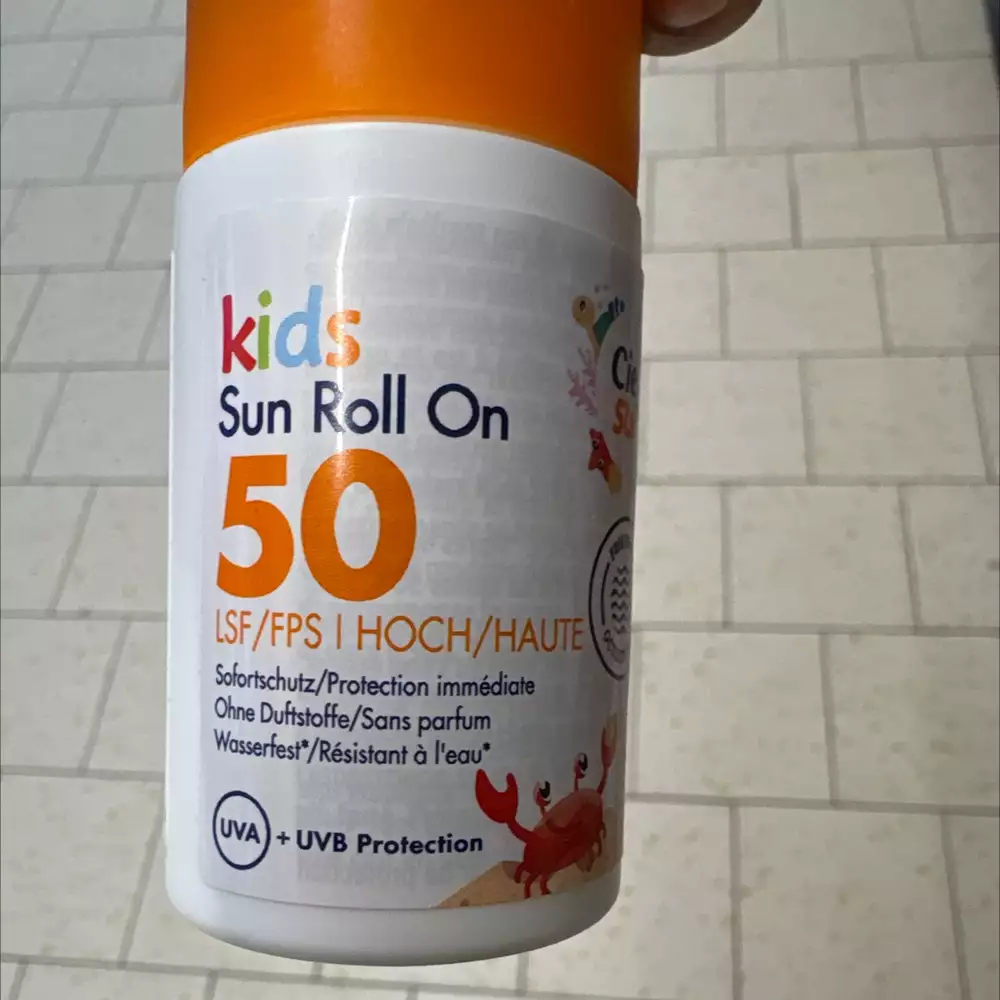 kids
Sun Roll On
50
LSF/FPS | HOCH/HAUTE
Sofortschutz/Protection immédiate
Ohne Duftstoffe/Sans parfum
Wasserfest*/Résistant à l'eau*
UVA + UVB Protection